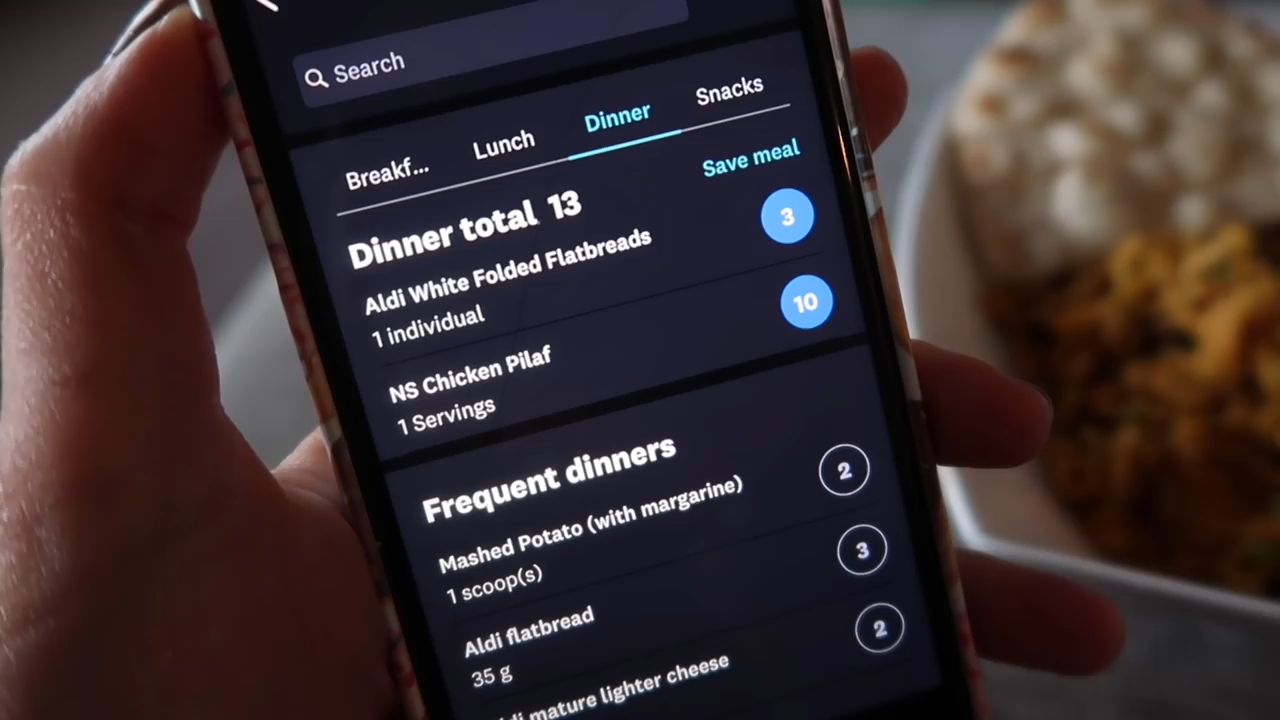 Search
Breakf... Lunch Dinner Snacks
Save meal
Dinner total 13
Aldi White Folded Flatbreads 3
1 individual
NS Chicken Pilaf 10
1 Servings
Frequent dinners
Mashed Potato (with margarine) 2
1 scoop(s)
Aldi flatbread 3
35 g
mature lighter cheese 2